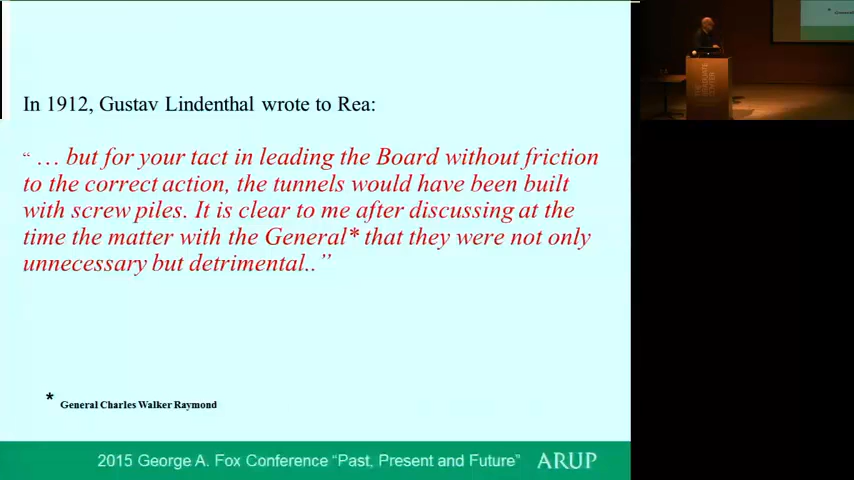 In 1912, Gustav Lindenthal wrote to Rea:
“ … but for your tact in leading the Board without friction
to the correct action, the tunnels would have been built
with screw piles. It is clear to me after discussing at the
time the matter with the General* that they were not only
unnecessary but detrimental.. ”
* General Charles Walker Raymond
2015 George A. Fox Conference “Past, Present and Future” ARUP